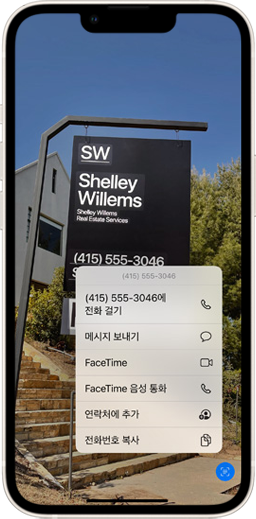 SW
Shelley
Willems
Shelley Willems
Real Estate Services
(415) 555-3046
(415) 555-3046
(415) 555-3046에
전화 걸기
메시지 보내기
FaceTime
FaceTime 음성 통화
연락처에 추가
전화번호 복사